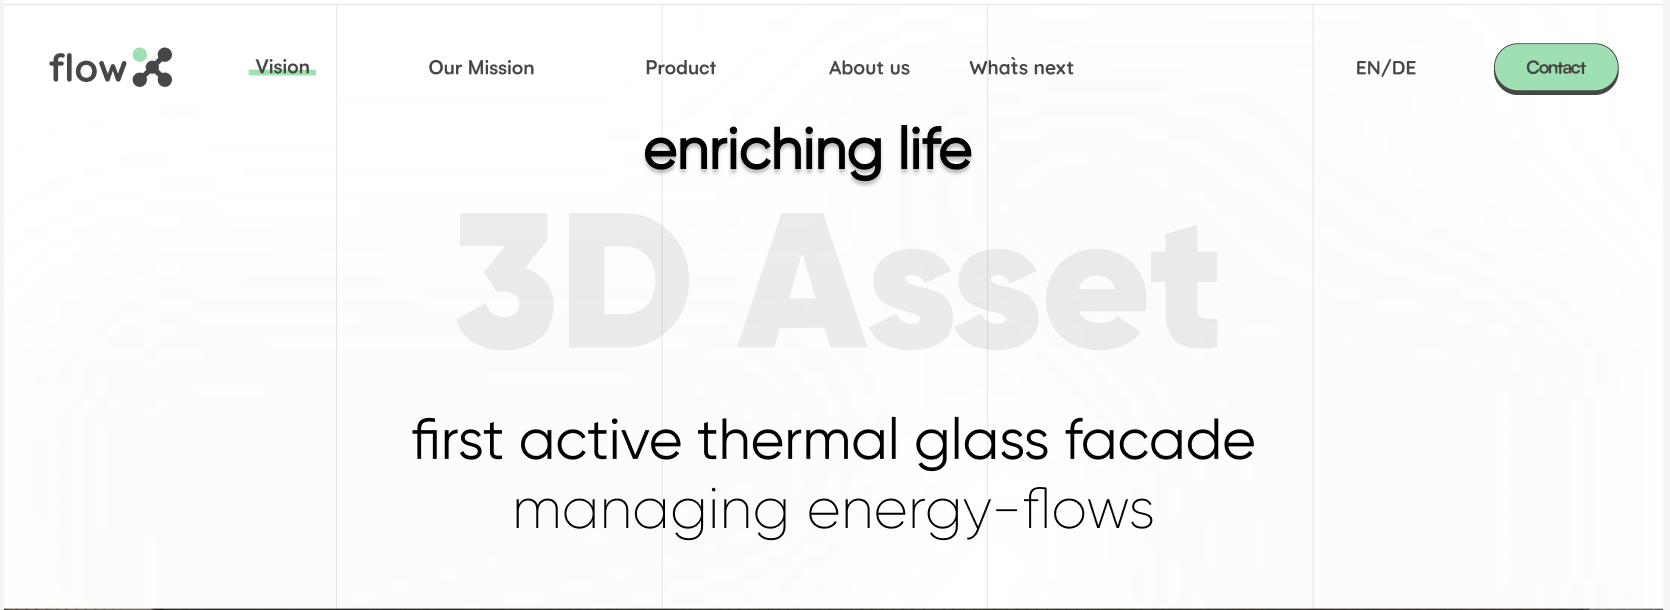 flow
Vision
Our Mission
Product
About us
What`s next
EN/DE
Contact
enriching life
3D Asset
first active thermal glass facade
managing energy-flows